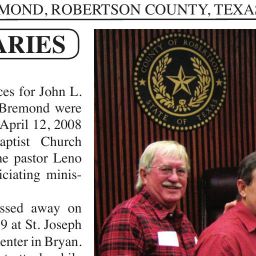 MOND, ROBERTSON COUNTY, TEXAS
ARIES
ces for John L.
Bremond were
April 12, 2008
aptist Church
he pastor Leno
iciating minis-
ssed away on
9 at St. Joseph
enter in Bryan.
COUNTY OF ROBERTSON
STATE OF TEXAS